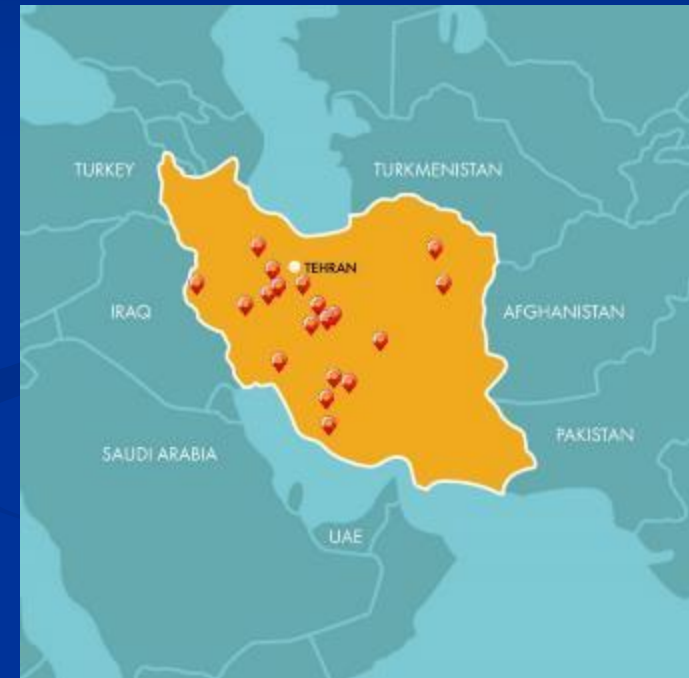 TURKEY
TURKMENISTAN
TEHRAN
IRAQ
AFGHANISTAN
PAKISTAN
SAUDI ARABIA
UAE